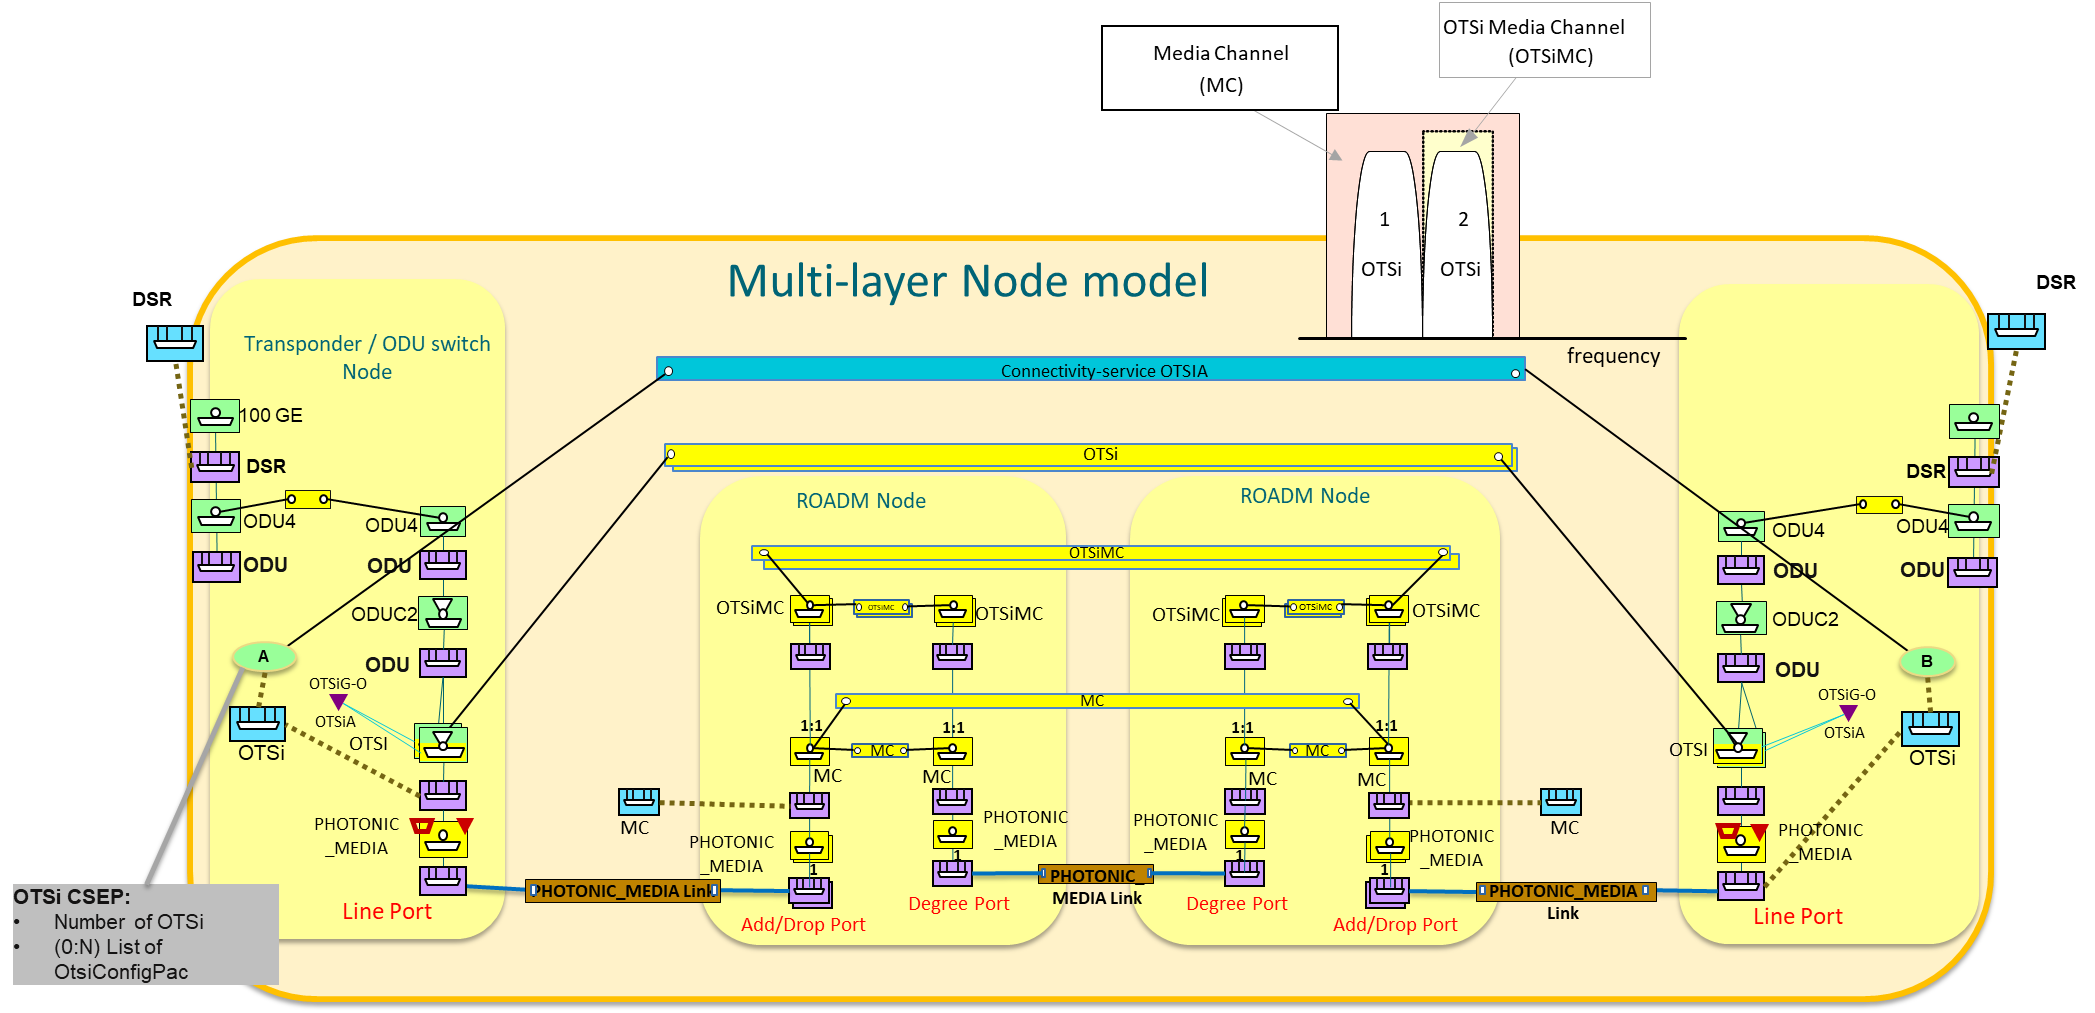 Media Channel
(MC)
OTSi Media Channel
(OTSiMC)
1
2
OTSi
OTSi
frequency
Multi-layer Node model
DSR
DSR
Transponder / ODU switch
Node
Connectivity-service OTSIA
100 GE
DSR
DSR
OTSi
ROADM Node
ROADM Node
ODU4
ODU4
ODU4
ODU4
OTSiMC
ODU
ODU
ODU
ODU
ODUC2
OTSiMC
OTSiMC
OTSiMC
OTSiMC
OTSiMC
OTSiMC
ODUC2
ODU
ODU
A
B
OTSiG-O
OTSiA
OTSiG-O
OTSiA
MC
1:1
1:1
1:1
1:1
OTSi
OTSI
MC
MC
OTSI
OTSi
MC
MC
MC
MC
MC
MC
PHOTONIC
_MEDIA
PHOTONIC
_MEDIA
PHOTONIC
_MEDIA
PHOTONIC
_MEDIA
PHOTONIC
_MEDIA
PHOTONIC
_MEDIA
1
1
1
1
PHOTONIC_MEDIA Link
PHOTONIC_
MEDIA Link
PHOTONIC_MEDIA
Link
Line Port
Add/Drop Port
Degree Port
Degree Port
Add/Drop Port
Line Port
OTSi CSEP:
• Number of OTSi
• (0:N) List of
OtsiConfigPac